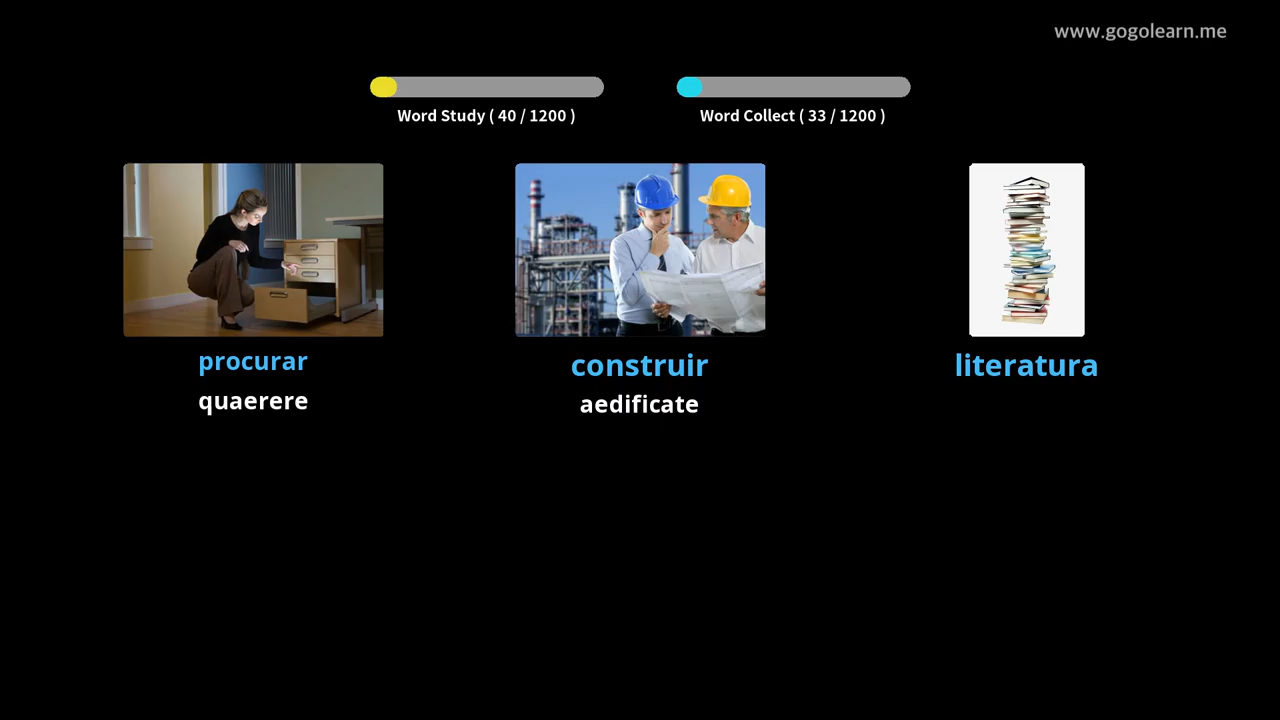 www.gogolearn.me
Word Study ( 40 / 1200 )
Word Collect ( 33 / 1200 )
procurar
construir
literatura
quaerere
aedificate